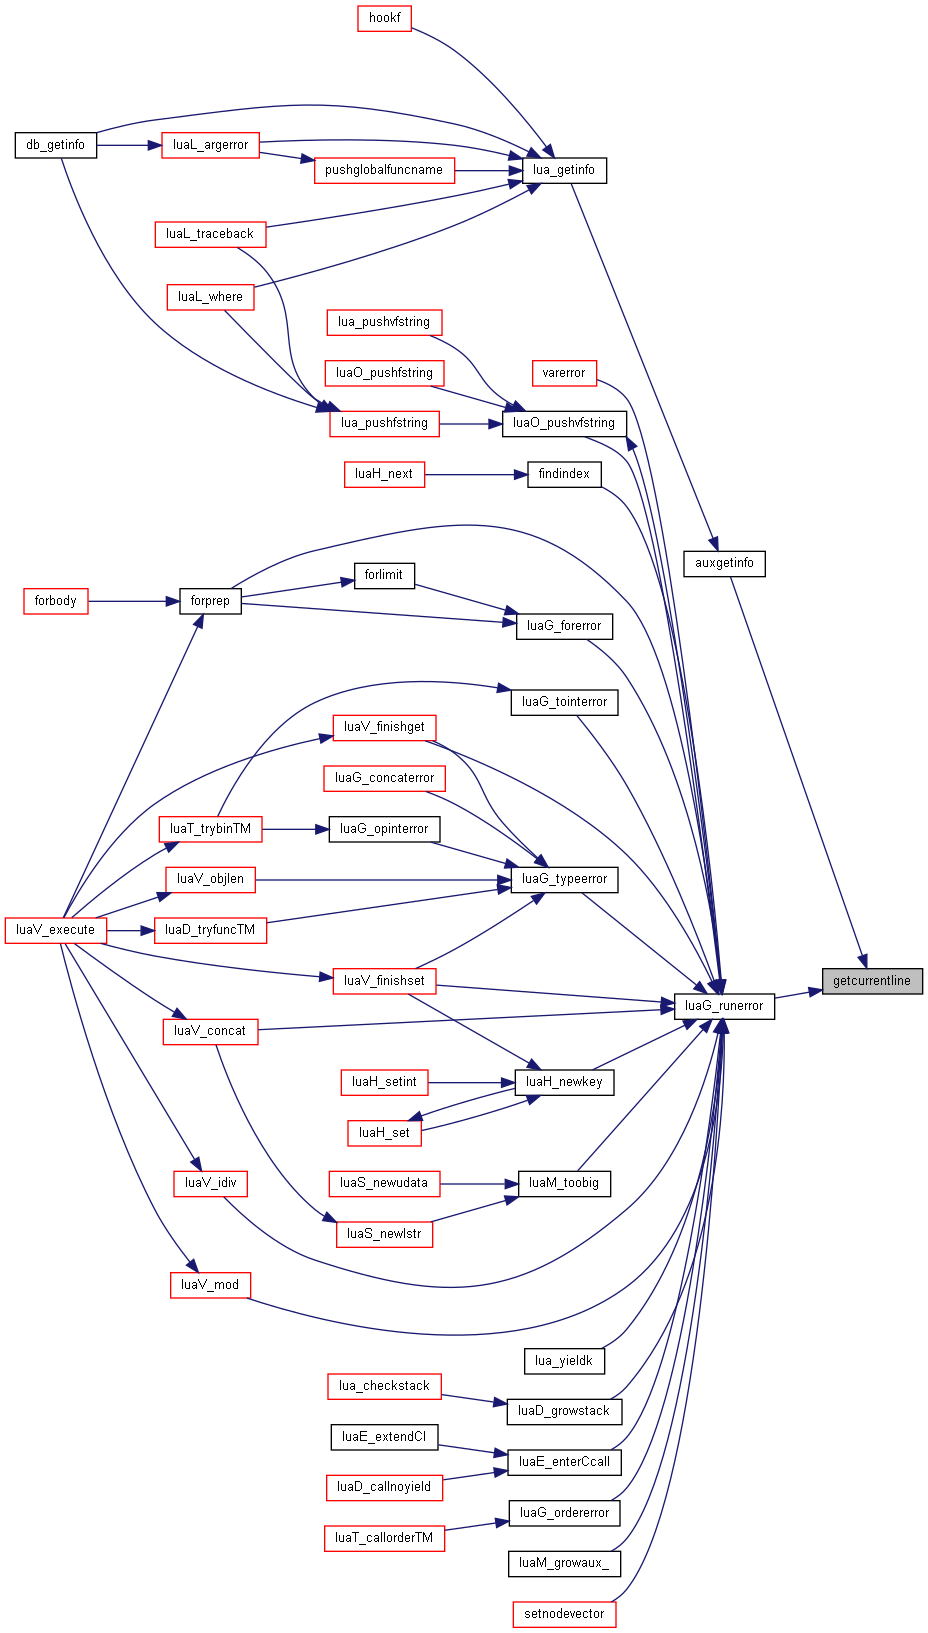 hookf
db_getinfo
luaL_argerror
pushglobalfuncname
lua_getinfo
luaL_traceback
luaL_where
lua_pushvfstring
luaO_pushfstring
varerror
lua_pushfstring
luaO_pushvfstring
luaH_next
findindex
auxgetinfo
forlimit
forbody
forprep
luaG_forerror
luaG_tointerror
luaV_finishget
luaG_concaterror
luaT_trybinTM
luaG_opinterror
luaV_objlen
luaG_typeerror
luaV_execute
luaD_tryfuncTM
luaV_finishset
getcurrentline
luaG_runerror
luaV_concat
luaH_setint
luaH_newkey
luaH_set
luaV_idiv
luaS_newudata
luaM_toobig
luaS_newlstr
luaV_mod
lua_yieldk
lua_checkstack
luaD_growstack
luaE_extendCI
luaE_enterCcall
luaD_callnoyield
luaG_ordererror
luaT_callorderTM
luaM_growaux_
setnodevector